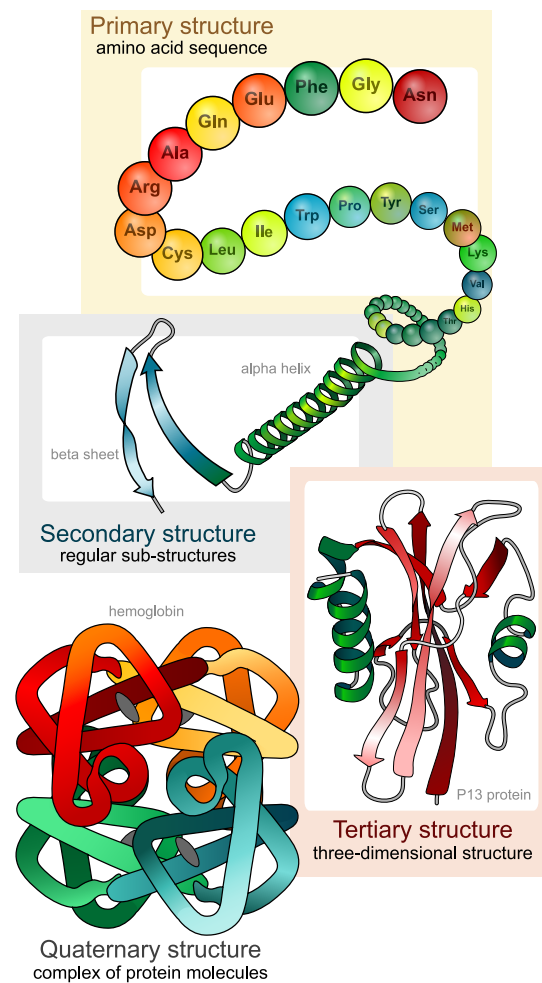 Primary structure
amino acid sequence
Asn
Gly
Phe
Glu
Gln
Ala
Arg
Asp
Cys
Leu
Ile
Trp
Pro
Tyr
Ser
Met
Lys
Val
His
Thr
alpha helix
beta sheet
Secondary structure
regular sub-structures
hemoglobin
P13 protein
Tertiary structure
three-dimensional structure
Quaternary structure
complex of protein molecules